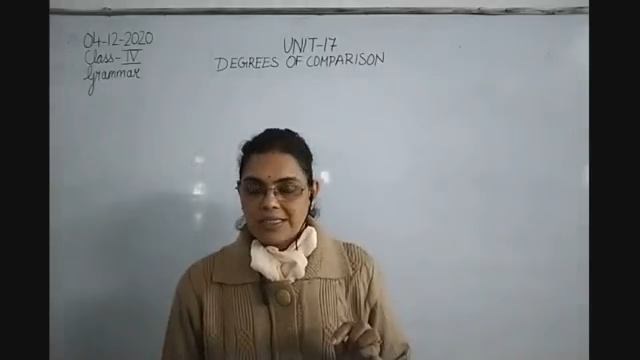 04-12-2020
Class-IV
Grammar
UNIT-17
DEGREES OF COMPARISON